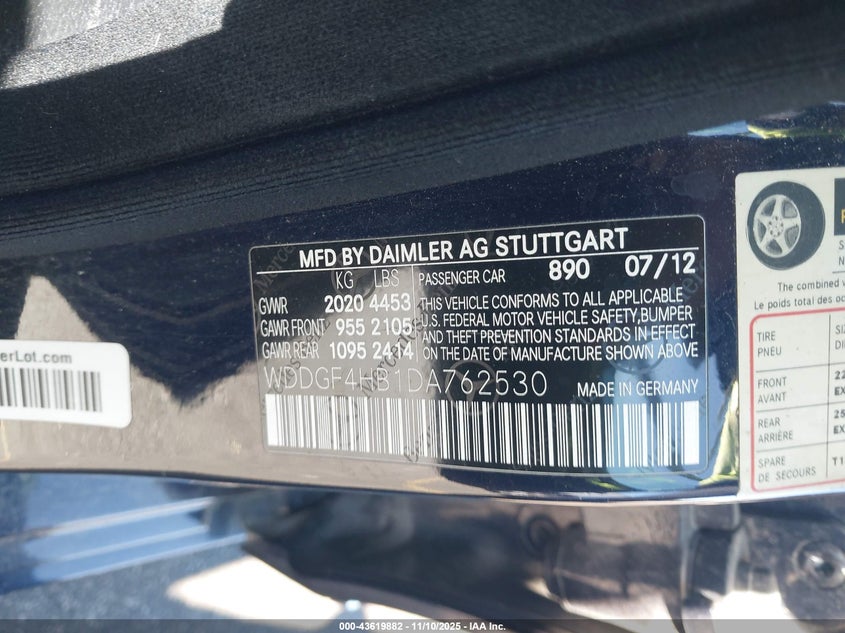 MFD BY DAIMLER AG STUTTGART
KG LBS PASSENGER CAR 890 07/12
GVWR 2020 4453 THIS VEHICLE CONFORMS TO ALL APPLICABLE
GAWR FRONT 955 2105 U.S. FEDERAL MOTOR VEHICLE SAFETY, BUMPER
AND THEFT PREVENTION STANDARDS IN EFFECT
GAWR REAR 1095 2414 ON THE DATE OF MANUFACTURE SHOWN ABOVE
WDDGF4HB1DA762530 MADE IN GERMANY
erLot.com
The combined
Le poids total des
TIRE
PNEU
FRONT
AVANT
REAR
ARRIÈRE
SPARE
DE SECOURS
000-43619882 - 11/10/2025 - IAA Inc.